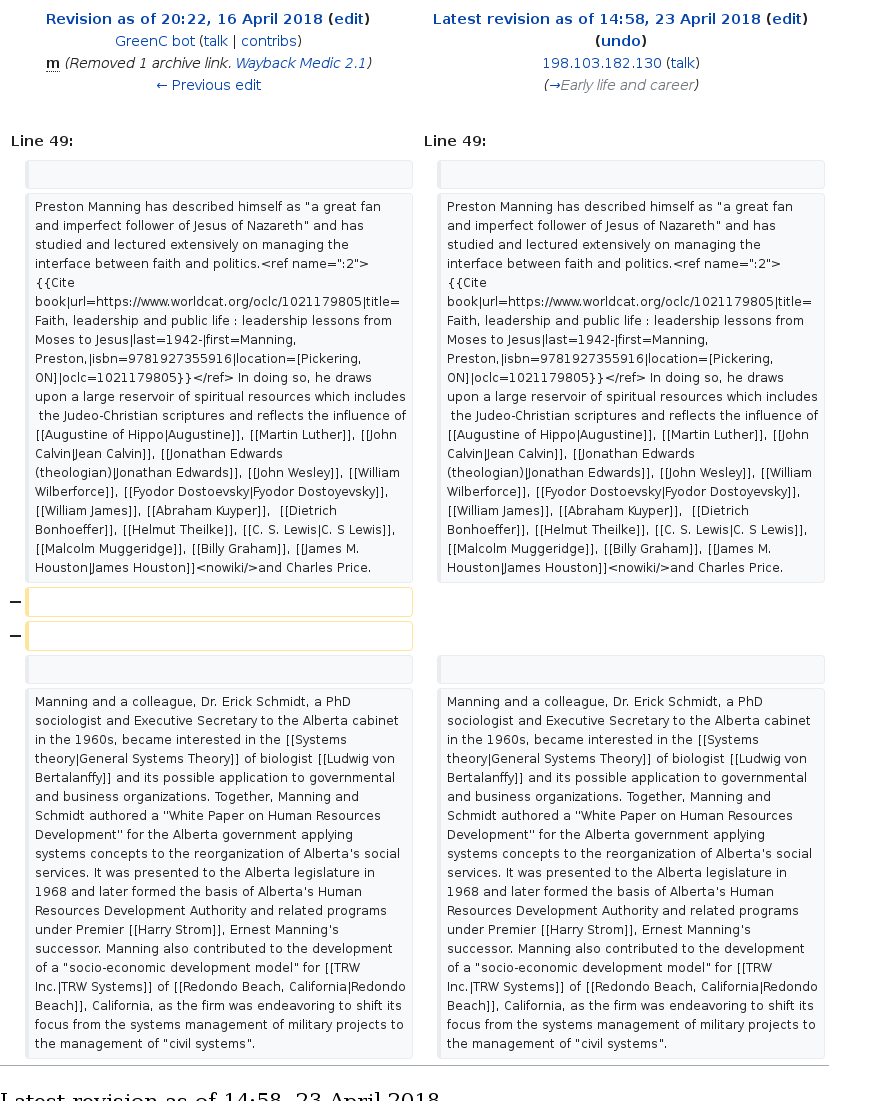 Revision as of 20:22, 16 April 2018 (edit)
GreenC bot (talk | contribs)
m (Removed 1 archive link. Wayback Medic 2.1)
← Previous edit
Latest revision as of 14:58, 23 April 2018 (edit)
(undo)
198.103.182.130 (talk)
(→Early life and career)
Line 49:
Line 49:
Preston Manning has described himself as "a great fan
and imperfect follower of Jesus of Nazareth" and has
studied and lectured extensively on managing the
interface between faith and politics.<ref name=":2">
{{Cite
book|url=https://www.worldcat.org/oclc/1021179805|title=
Faith, leadership and public life : leadership lessons from
Moses to Jesus|last=1942-|first=Manning,
Preston,|isbn=9781927355916|location=[Pickering,
ON]|oclc=1021179805}}</ref> In doing so, he draws
upon a large reservoir of spiritual resources which includes
the Judeo-Christian scriptures and reflects the influence of
[[Augustine of Hippo|Augustine]], [[Martin Luther]], [[John
Calvin|Jean Calvin]], [[Jonathan Edwards
(theologian)|Jonathan Edwards]], [[John Wesley]], [[William
Wilberforce]], [[Fyodor Dostoevsky|Fyodor Dostoyevsky]],
[[William James]], [[Abraham Kuyper]],  [[Dietrich
Bonhoeffer]], [[Helmut Theilke]], [[C. S. Lewis|C. S Lewis]],
[[Malcolm Muggeridge]], [[Billy Graham]], [[James M.
Houston|James Houston]]<nowiki/>and Charles Price.
Preston Manning has described himself as "a great fan
and imperfect follower of Jesus of Nazareth" and has
studied and lectured extensively on managing the
interface between faith and politics.<ref name=":2">
{{Cite
book|url=https://www.worldcat.org/oclc/1021179805|title=
Faith, leadership and public life : leadership lessons from
Moses to Jesus|last=1942-|first=Manning,
Preston,|isbn=9781927355916|location=[Pickering,
ON]|oclc=1021179805}}</ref> In doing so, he draws
upon a large reservoir of spiritual resources which includes
the Judeo-Christian scriptures and reflects the influence of
[[Augustine of Hippo|Augustine]], [[Martin Luther]], [[John
Calvin|Jean Calvin]], [[Jonathan Edwards
(theologian)|Jonathan Edwards]], [[John Wesley]], [[William
Wilberforce]], [[Fyodor Dostoevsky|Fyodor Dostoyevsky]],
[[William James]], [[Abraham Kuyper]],  [[Dietrich
Bonhoeffer]], [[Helmut Theilke]], [[C. S. Lewis|C. S Lewis]],
[[Malcolm Muggeridge]], [[Billy Graham]], [[James M.
Houston|James Houston]]<nowiki/>and Charles Price.
−
−
Manning and a colleague, Dr. Erick Schmidt, a PhD
sociologist and Executive Secretary to the Alberta cabinet
in the 1960s, became interested in the [[Systems
theory|General Systems Theory]] of biologist [[Ludwig von
Bertalanffy]] and its possible application to governmental
and business organizations. Together, Manning and
Schmidt authored a "White Paper on Human Resources
Development" for the Alberta government applying
systems concepts to the reorganization of Alberta's social
services. It was presented to the Alberta legislature in
1968 and later formed the basis of Alberta's Human
Resources Development Authority and related programs
under Premier [[Harry Strom]], Ernest Manning's
successor. Manning also contributed to the development
of a "socio-economic development model" for [[TRW
Inc.|TRW Systems]] of [[Redondo Beach, California|Redondo
Beach]], California, as the firm was endeavoring to shift its
focus from the systems management of military projects to
the management of "civil systems".
Manning and a colleague, Dr. Erick Schmidt, a PhD
sociologist and Executive Secretary to the Alberta cabinet
in the 1960s, became interested in the [[Systems
theory|General Systems Theory]] of biologist [[Ludwig von
Bertalanffy]] and its possible application to governmental
and business organizations. Together, Manning and
Schmidt authored a "White Paper on Human Resources
Development" for the Alberta government applying
systems concepts to the reorganization of Alberta's social
services. It was presented to the Alberta legislature in
1968 and later formed the basis of Alberta's Human
Resources Development Authority and related programs
under Premier [[Harry Strom]], Ernest Manning's
successor. Manning also contributed to the development
of a "socio-economic development model" for [[TRW
Inc.|TRW Systems]] of [[Redondo Beach, California|Redondo
Beach]], California, as the firm was endeavoring to shift its
focus from the systems management of military projects to
the management of "civil systems".
Latest revision as of 14:58, 23 April 2018